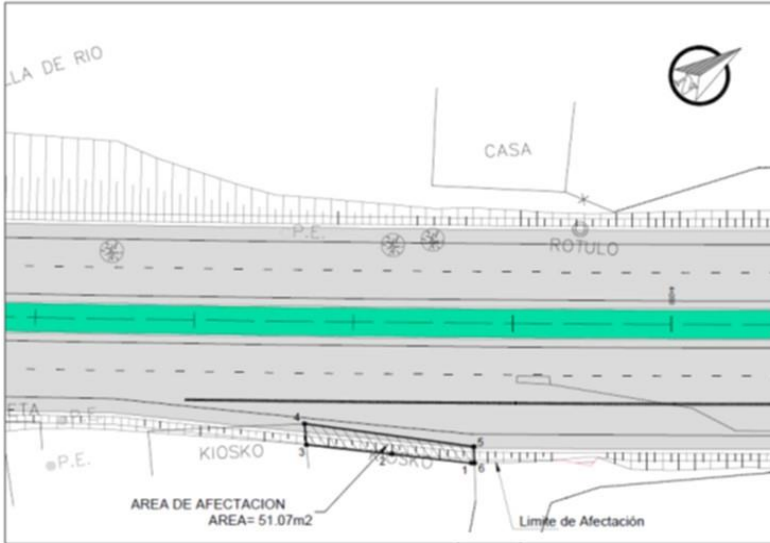 LLA DE RIO
CASA
P.E.
ROTULO
ETA
P.E.
4
5
KIOSKO
3
2
KIOSKO
1
6
P.E.
AREA DE AFECTACION
AREA= 51.07m2
Limite de Afectación